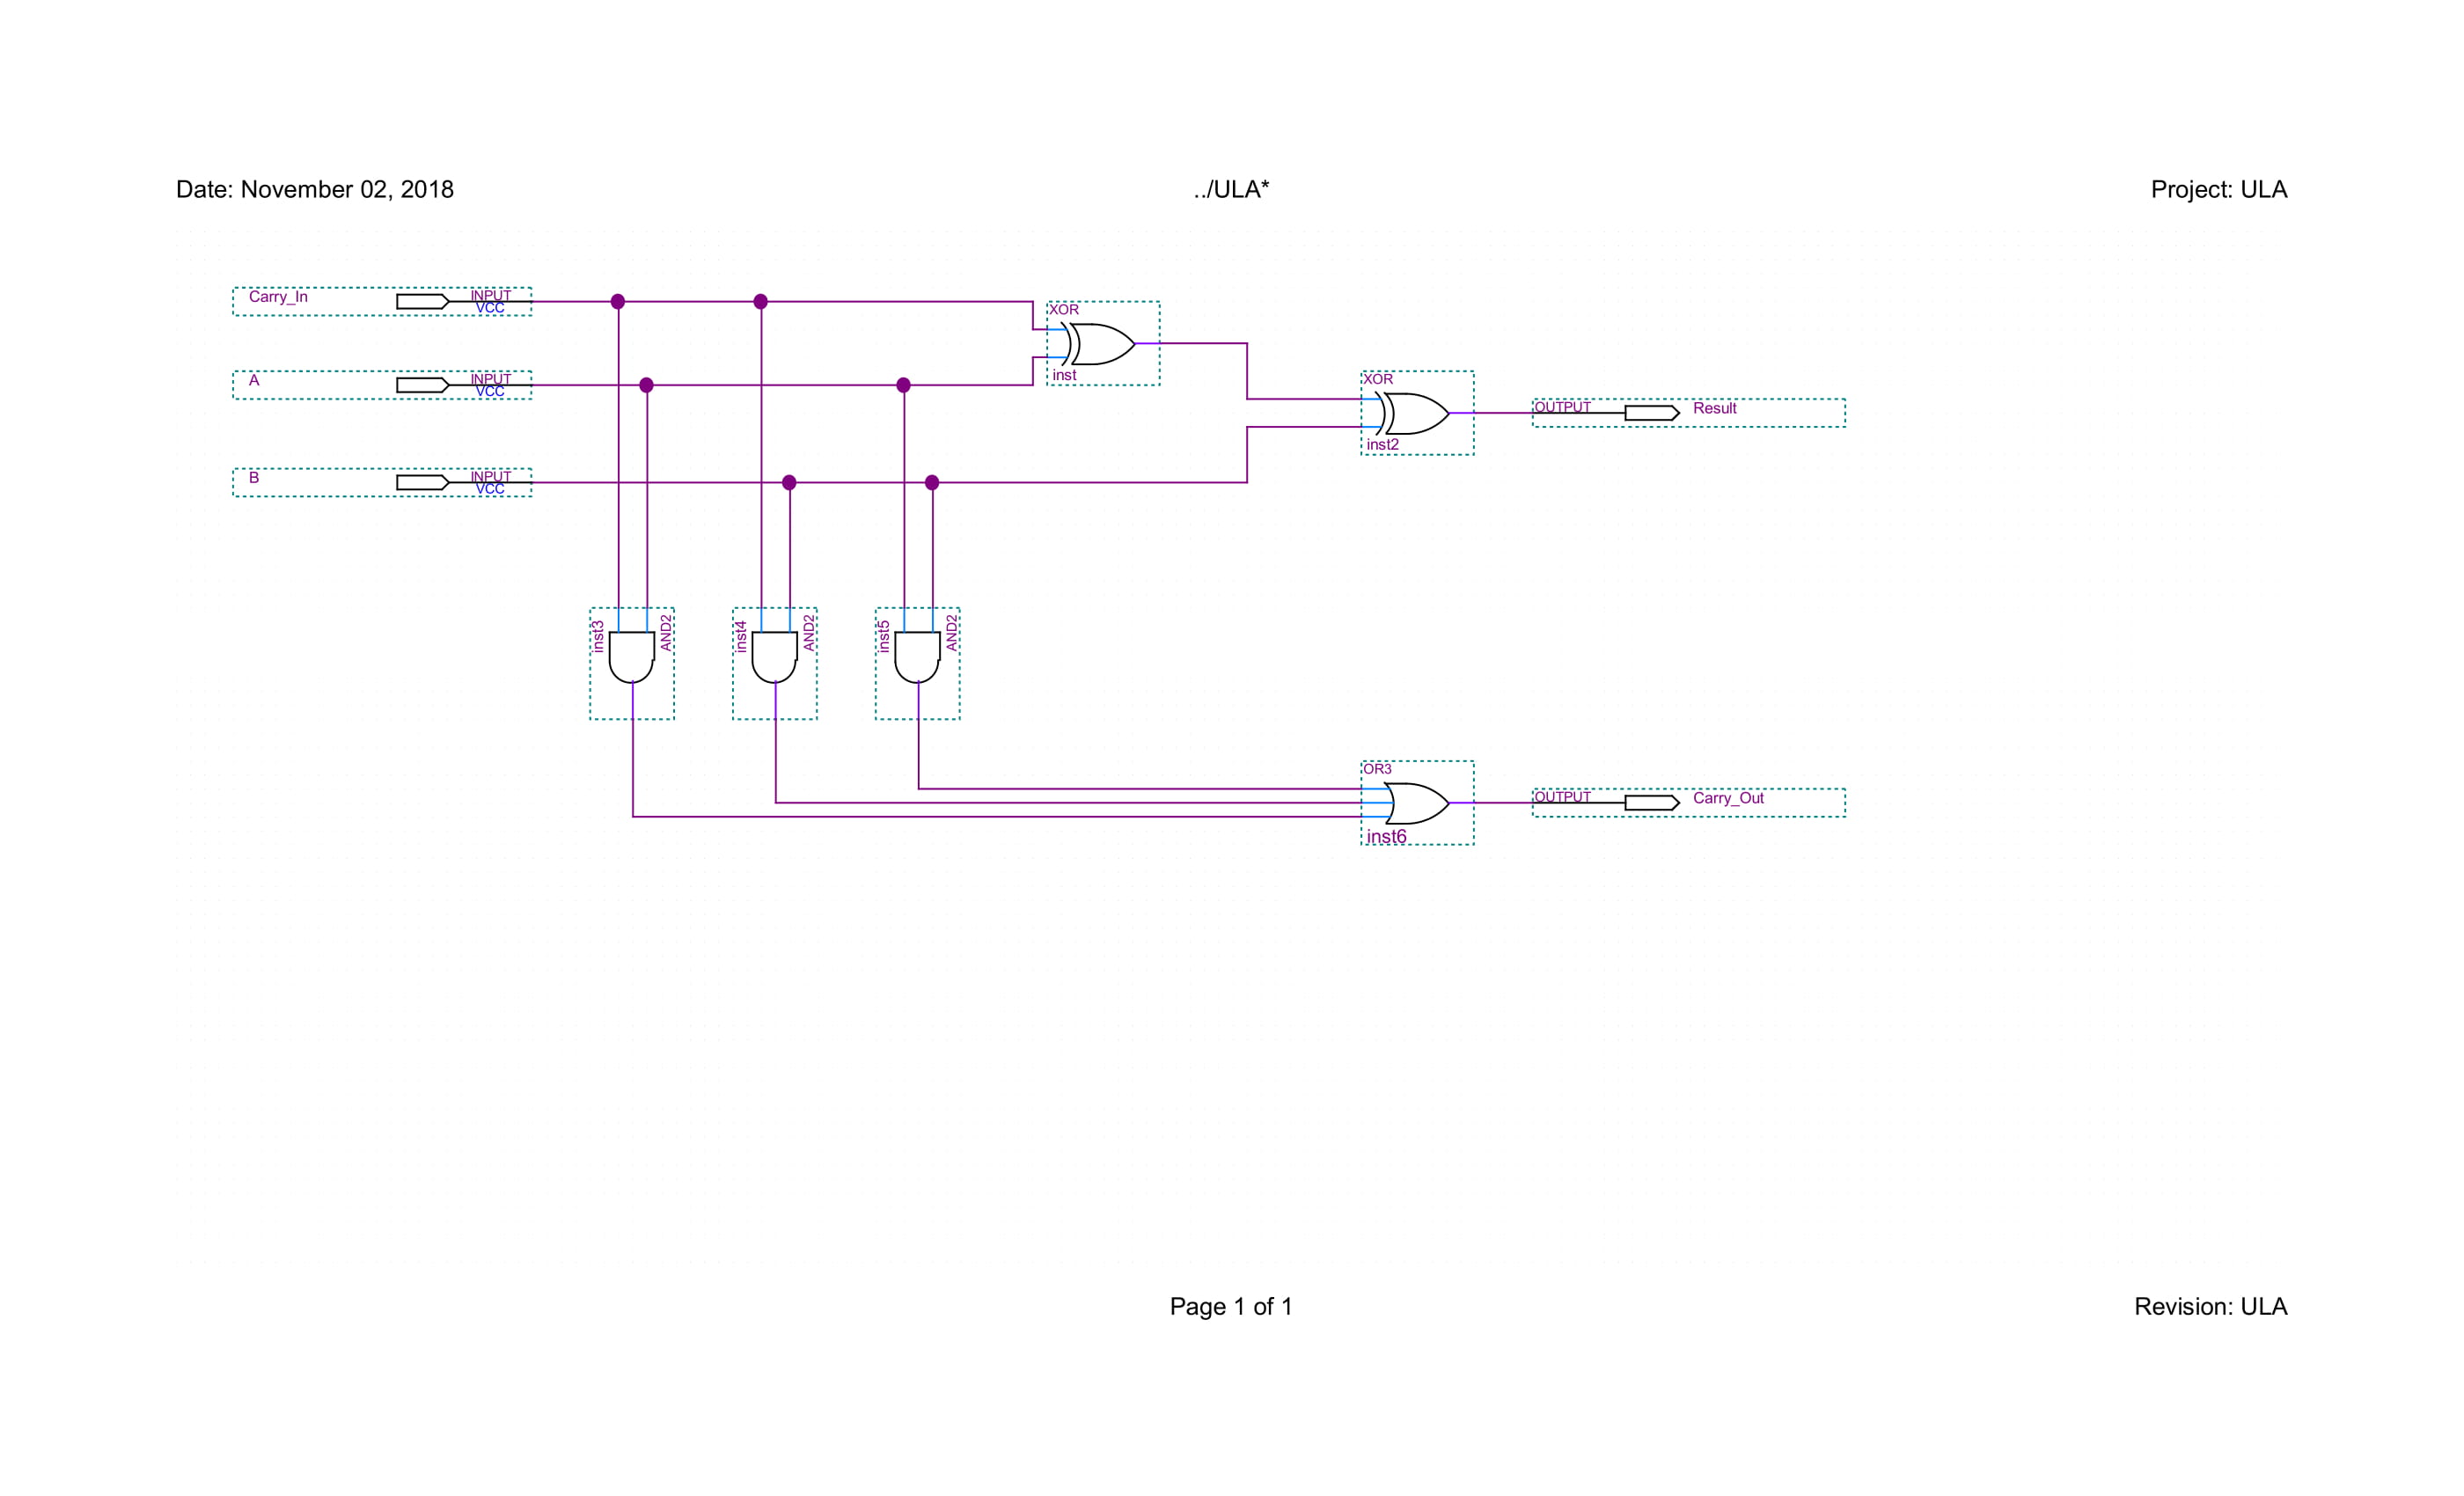 Date: November 02, 2018 ../ULA* Project: ULA
Carry_In INPUT
VCC
XOR
inst
A INPUT
VCC
XOR
inst2
OUTPUT Result
B INPUT
VCC
inst3 AND2
inst4 AND2
inst5 AND2
OR3
inst6
OUTPUT Carry_Out
Page 1 of 1 Revision: ULA